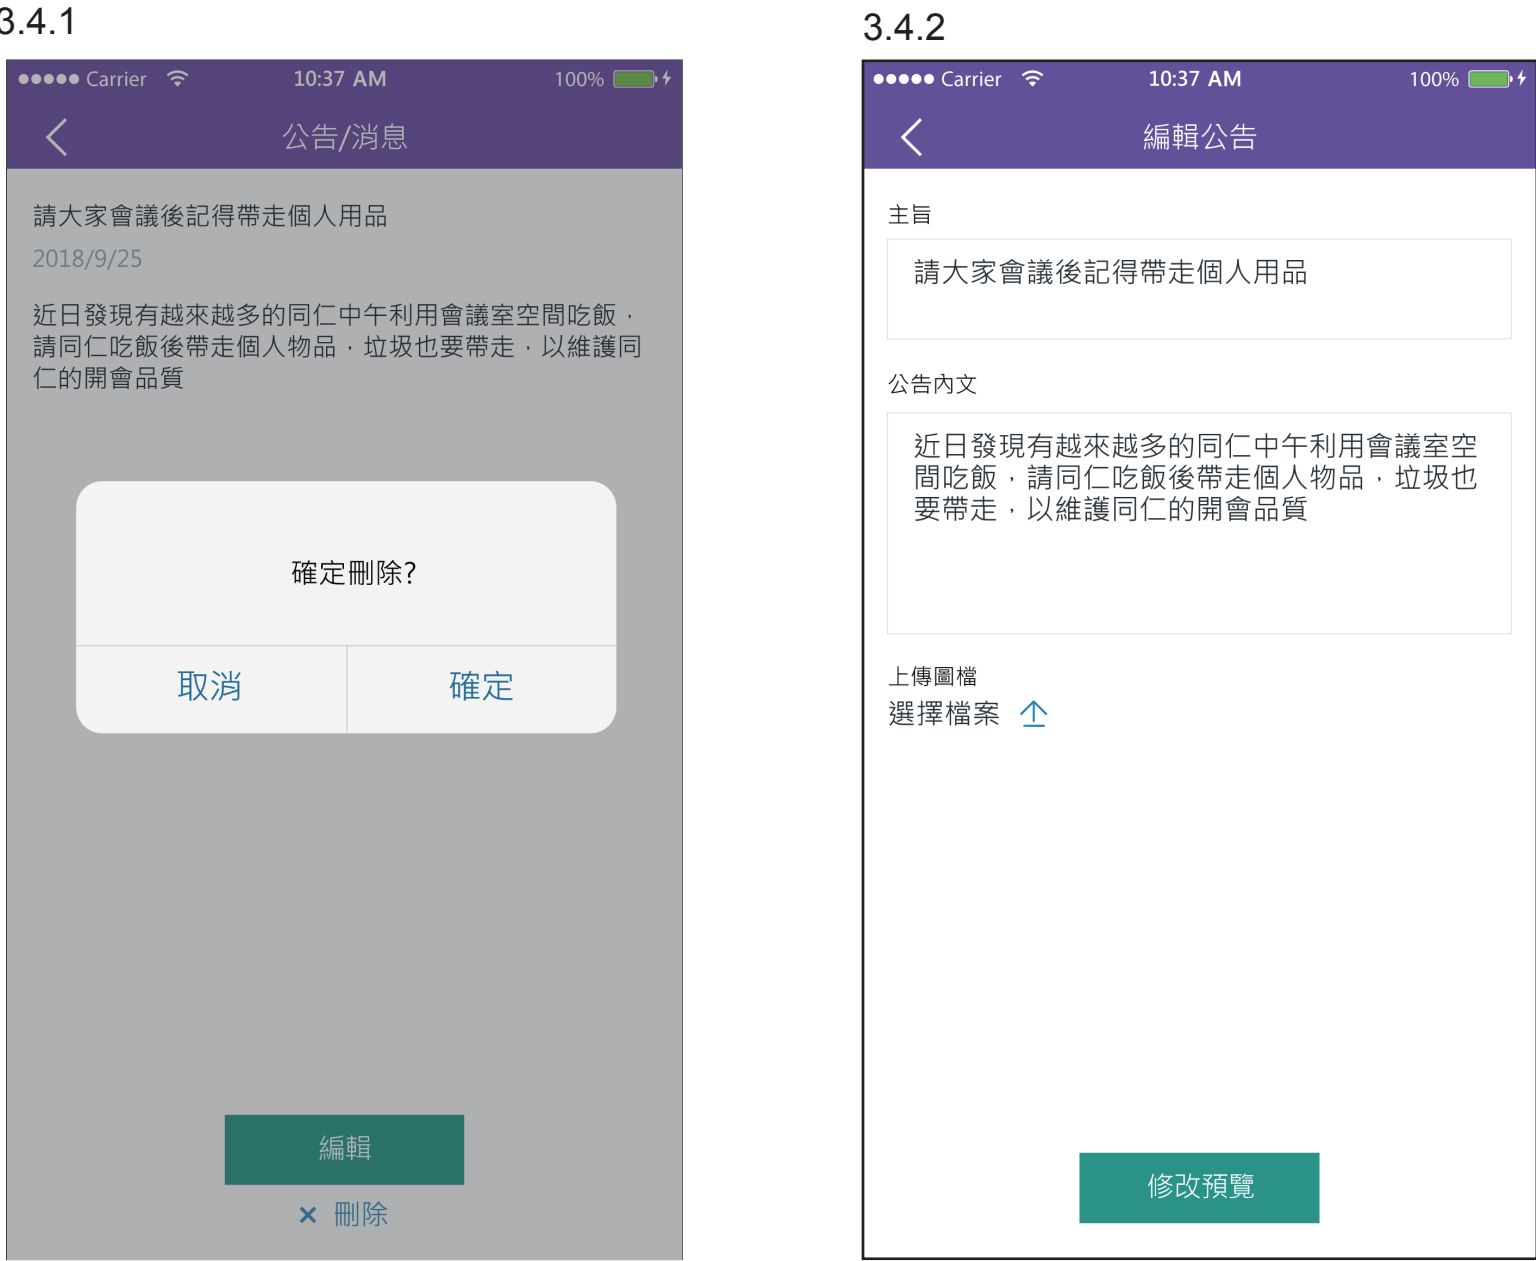 3.4.1
Carrier 10:37 AM 100%
公告/消息
請大家會議後記得帶走個人用品
2018/9/25
近日發現有越來越多的同仁中午利用會議室空間吃飯，
請同仁吃飯後帶走個人物品，垃圾也要帶走，以維護同
仁的開會品質
確定刪除?
取消 確定
編輯
× 刪除
3.4.2
Carrier 10:37 AM 100%
編輯公告
主旨
請大家會議後記得帶走個人用品
公告內文
近日發現有越來越多的同仁中午利用會議室空
間吃飯，請同仁吃飯後帶走個人物品，垃圾也
要帶走，以維護同仁的開會品質
上傳圖檔
選擇檔案
修改預覽